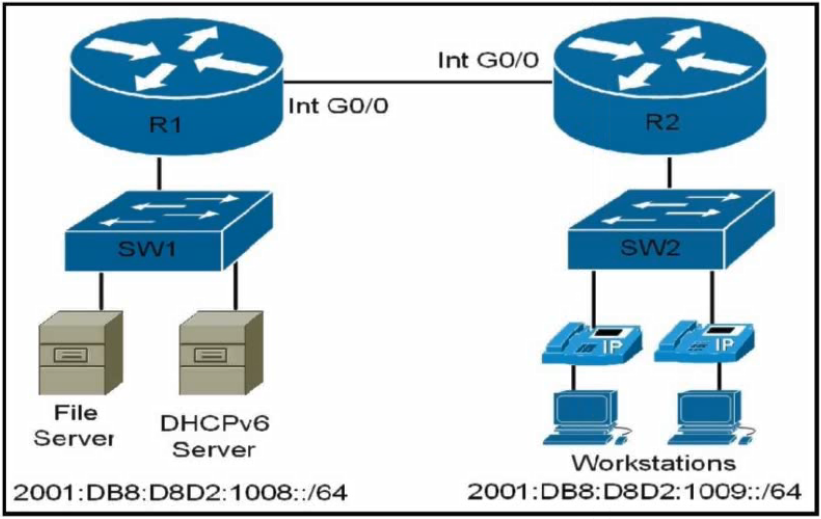 Int G0/0
Int G0/0
R1
R2
SW1
SW2
IP
IP
File
Server
DHCPv6
Server
Workstations
2001:DB8:D8D2:1008::/64
2001:DB8:D8D2:1009::/64